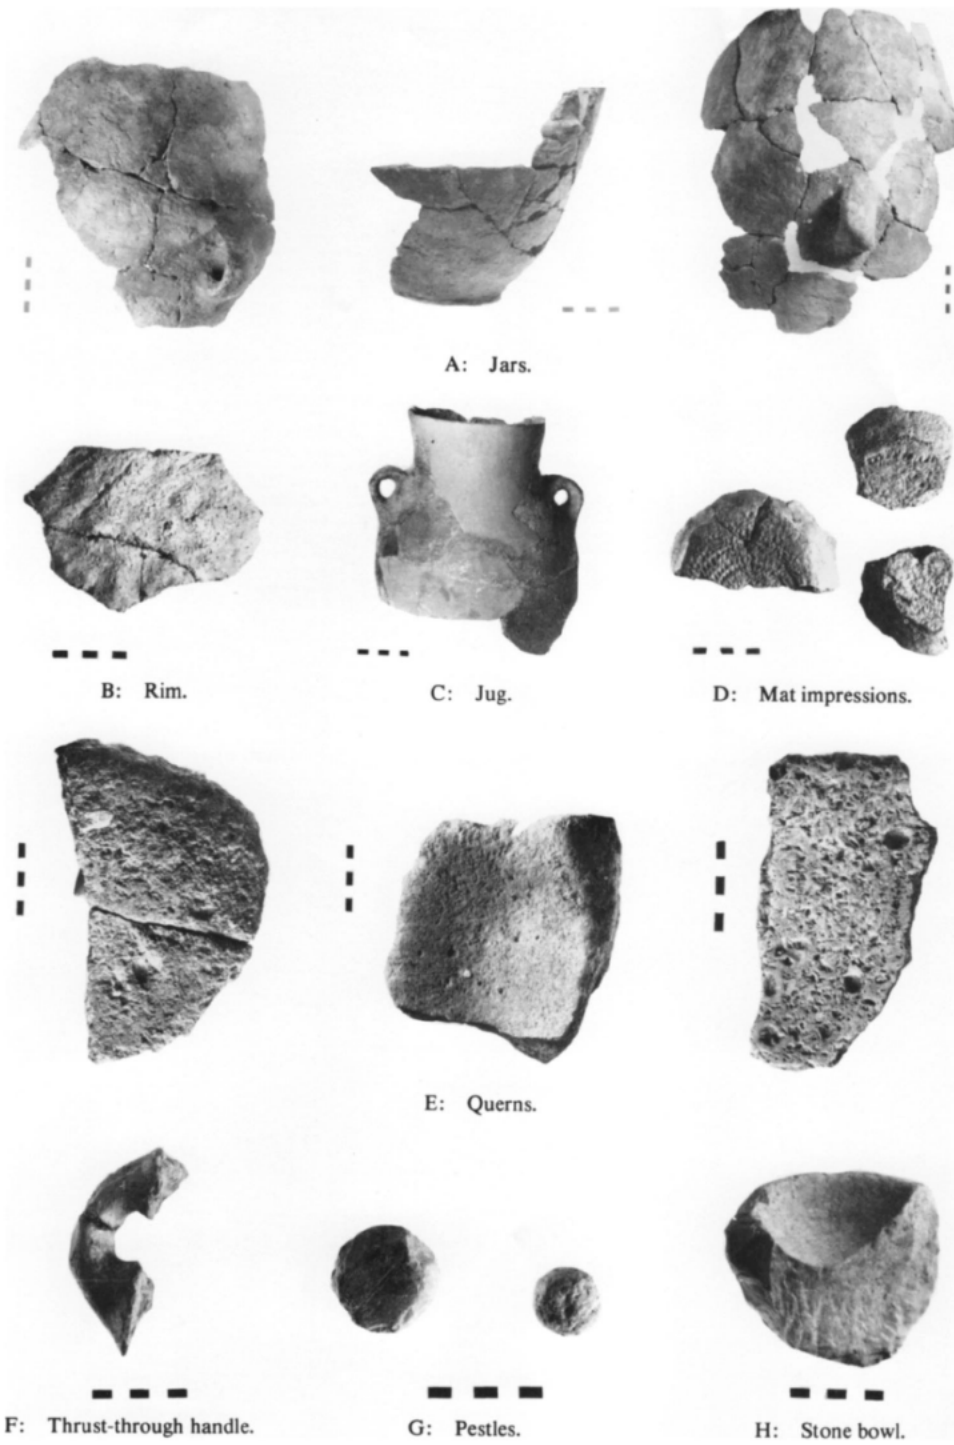 A: Jars.
B: Rim.
C: Jug.
D: Mat impressions.
E: Querns.
F: Thrust-through handle.
G: Pestles.
H: Stone bowl.